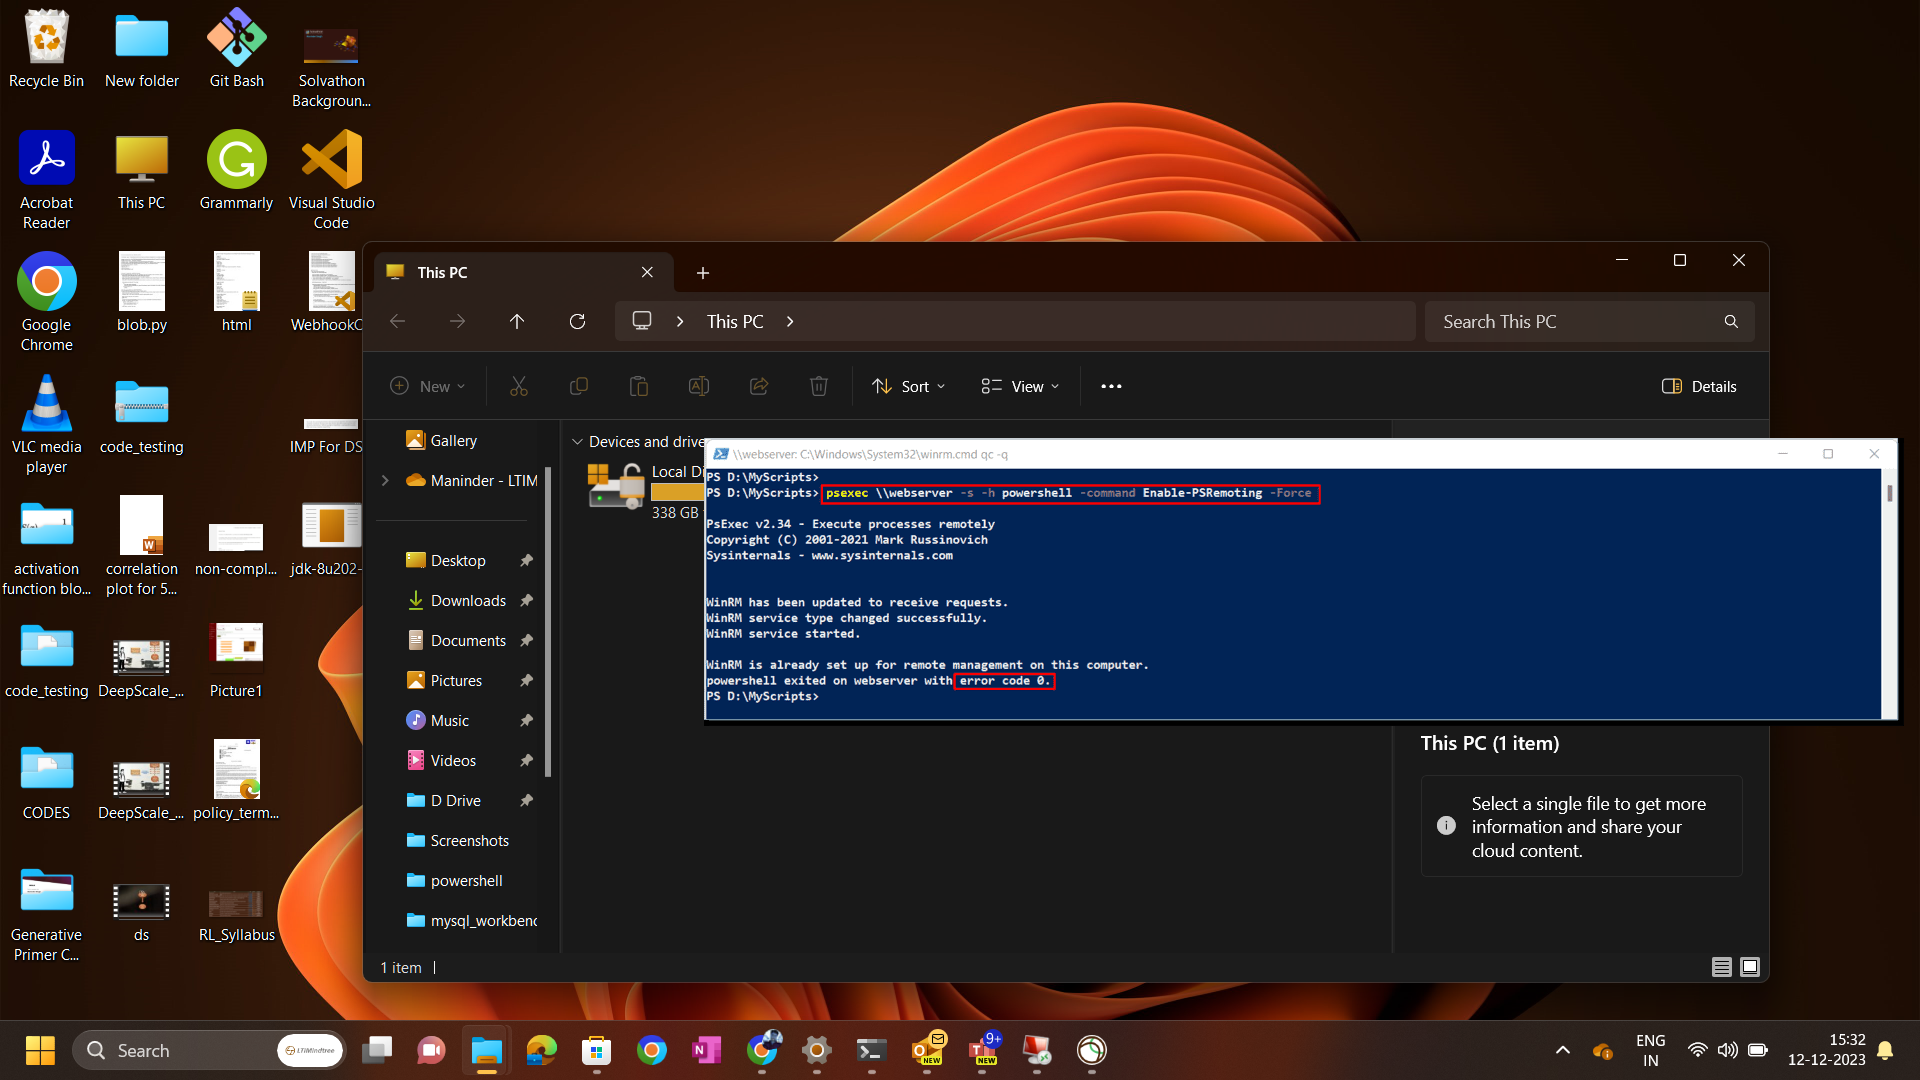 Recycle Bin
New folder
Git Bash
Solvathon
Backgroun...
Acrobat
Reader
This PC
Grammarly
Visual Studio
Code
Google
Chrome
blob.py
html
WebhookC
VLC media
player
code_testing
IMP For DS
activation
function blo...
correlation
plot for 5...
non-compl...
jdk-8u202-
code_testing
DeepScale_...
Picture1
CODES
DeepScale_...
policy_term...
Generative
Primer C...
ds
RL_Syllabus
This PC
This PC
Search This PC
New
Sort
View
Details
Gallery
Maninder - LTIM
Desktop
Downloads
Documents
Pictures
Music
Videos
D Drive
Screenshots
powershell
mysql_workbenc
Devices and drive
Local Di
338 GB
\\webserver: C:\Windows\System32\winrm.cmd qc -q
PS D:\MyScripts>
PS D:\MyScripts> psexec \\webserver -s -h powershell -command Enable-PSRemoting -Force
PsExec v2.34 - Execute processes remotely
Copyright (C) 2001-2021 Mark Russinovich
Sysinternals - www.sysinternals.com
WinRM has been updated to receive requests.
WinRM service type changed successfully.
WinRM service started.
WinRM is already set up for remote management on this computer.
powershell exited on webserver with error code 0.
PS D:\MyScripts>
This PC (1 item)
Select a single file to get more
information and share your
cloud content.
1 item
Search
LTIMindtree
NEW
9+
NEW
ENG
IN
15:32
12-12-2023